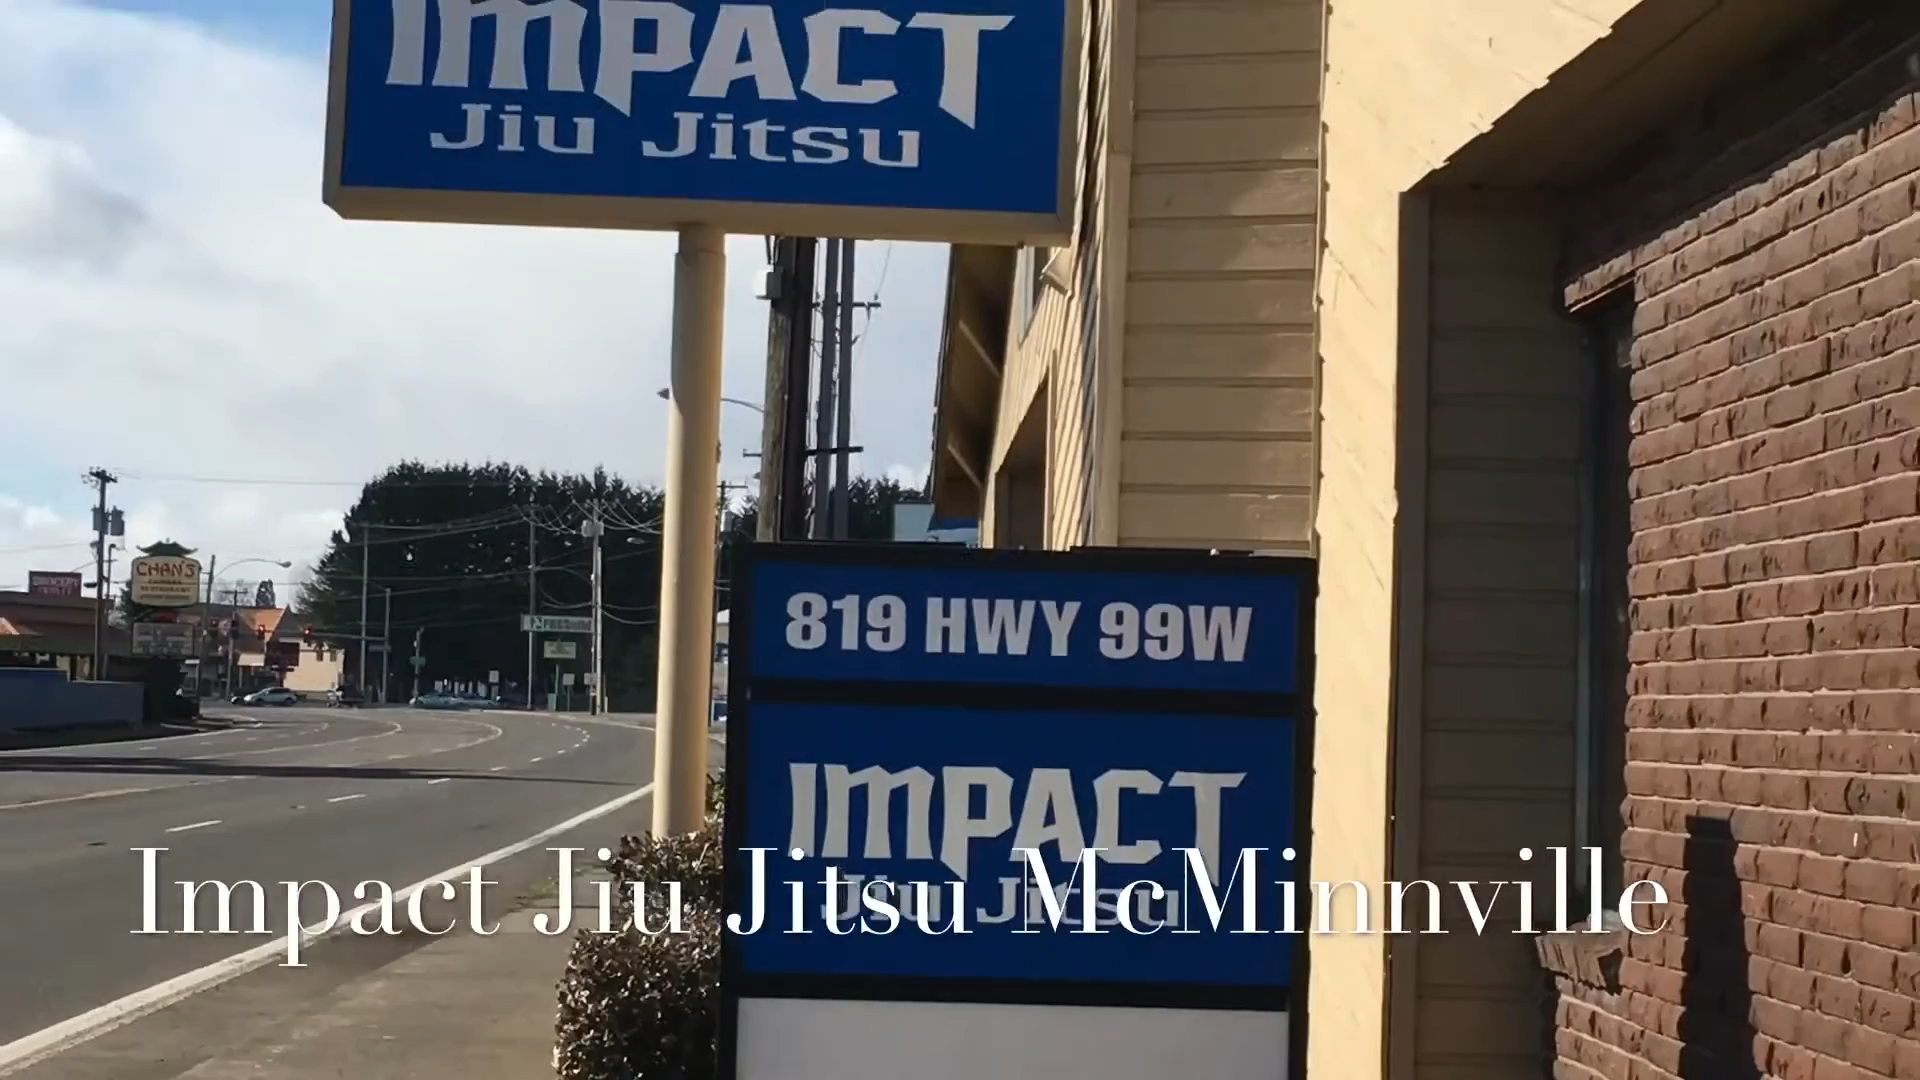 IMPACT
Jiu Jitsu
819 HWY 99W
IMPACT
Jiu Jitsu
Impact Jiu Jitsu McMinnville
CHAN'S